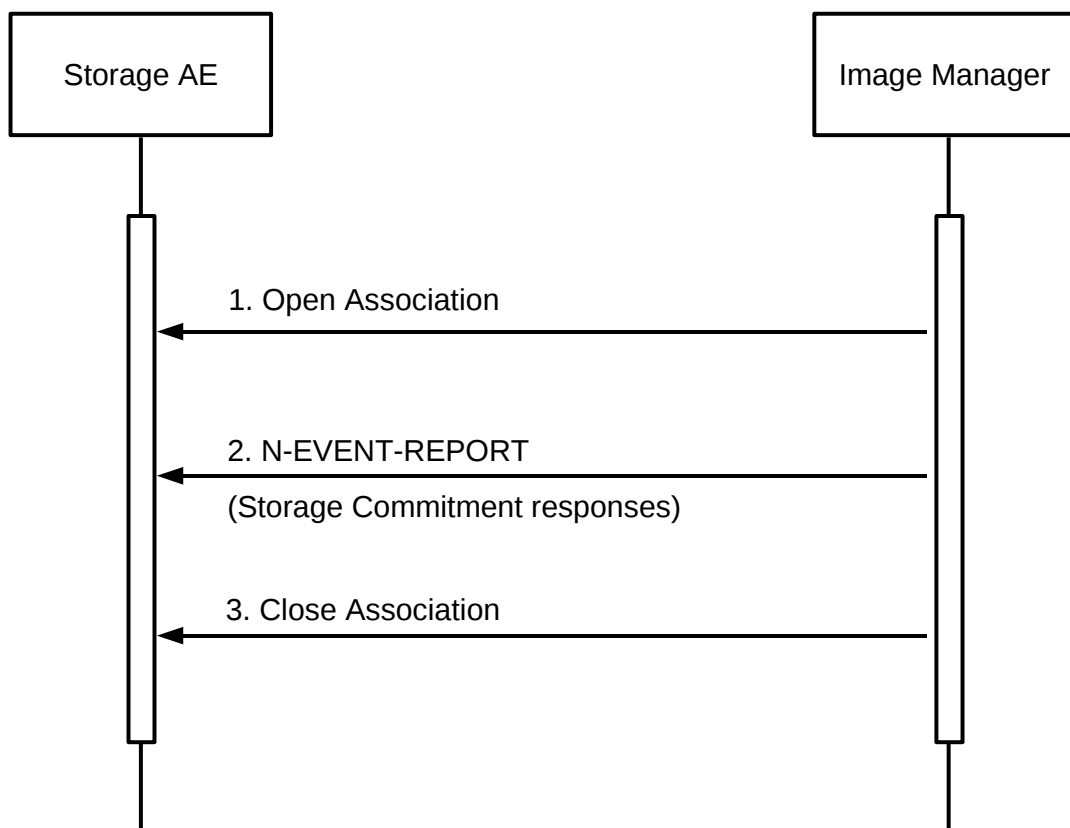 Storage AE
Image Manager
1. Open Association
2. N-EVENT-REPORT
(Storage Commitment responses)
3. Close Association